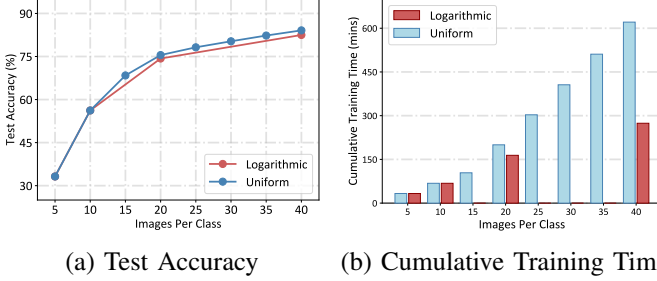 90
75
60
45
30
Test Accuracy (%)
Logarithmic
Uniform
5 10 15 20 25 30 35 40
Images Per Class
(a) Test Accuracy
Logarithmic
Uniform
600
450
300
150
0
Cumulative Training Time (mins)
5 10 15 20 25 30 35 40
Images Per Class
(b) Cumulative Training Tim